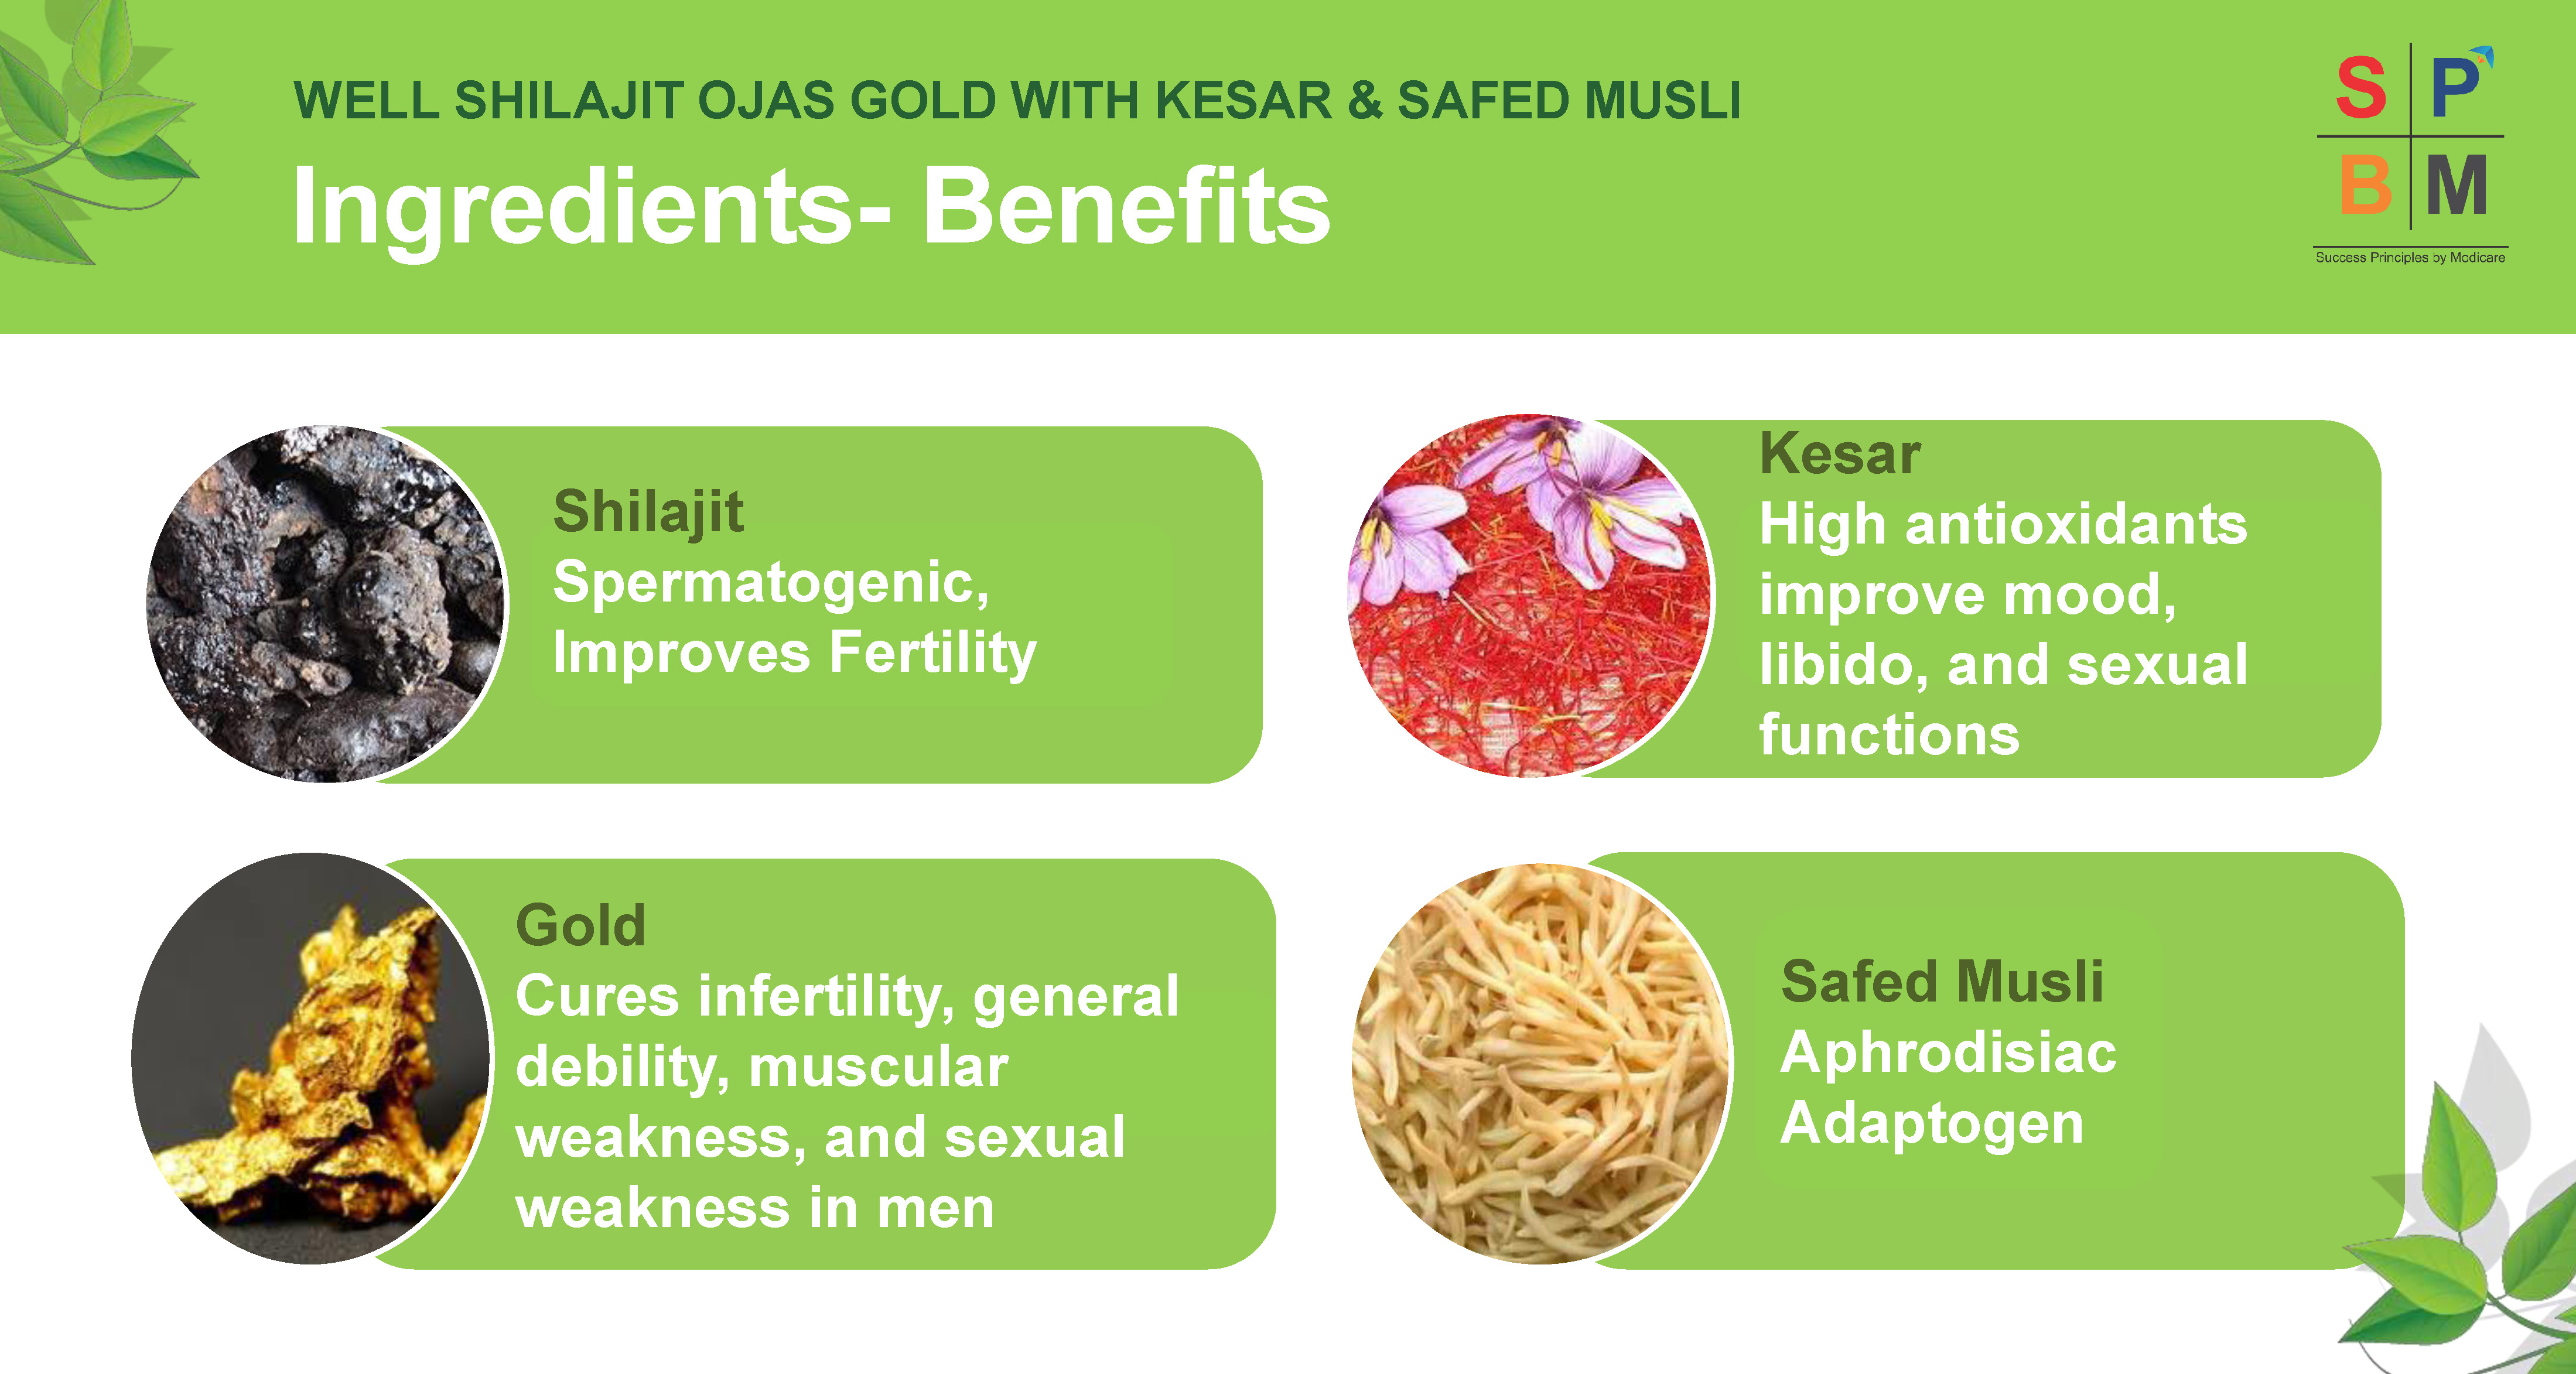 WELL SHILAJIT OJAS GOLD WITH KESAR & SAFED MUSLI
Ingredients- Benefits
S P
B M
Success Principles by Modicare
Shilajit
Spermatogenic,
Improves Fertility
Kesar
High antioxidants
improve mood,
libido, and sexual
functions
Gold
Cures infertility, general
debility, muscular
weakness, and sexual
weakness in men
Safed Musli
Aphrodisiac
Adaptogen